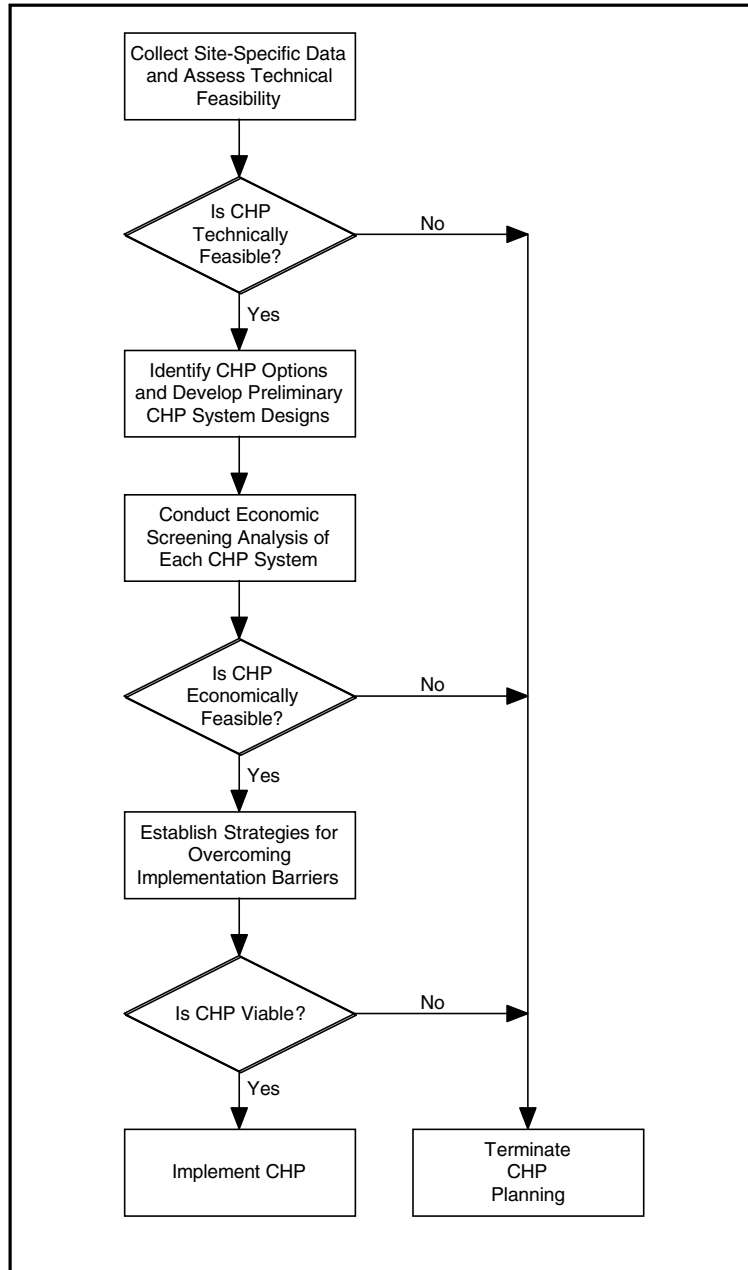 Collect Site-Specific Data
and Assess Technical
Feasibility
Is CHP
Technically
Feasible?
No
Yes
Identify CHP Options
and Develop Preliminary
CHP System Designs
Conduct Economic
Screening Analysis of
Each CHP System
Is CHP
Economically
Feasible?
No
Yes
Establish Strategies for
Overcoming
Implementation Barriers
Is CHP Viable?
No
Yes
Implement CHP
Terminate
CHP
Planning